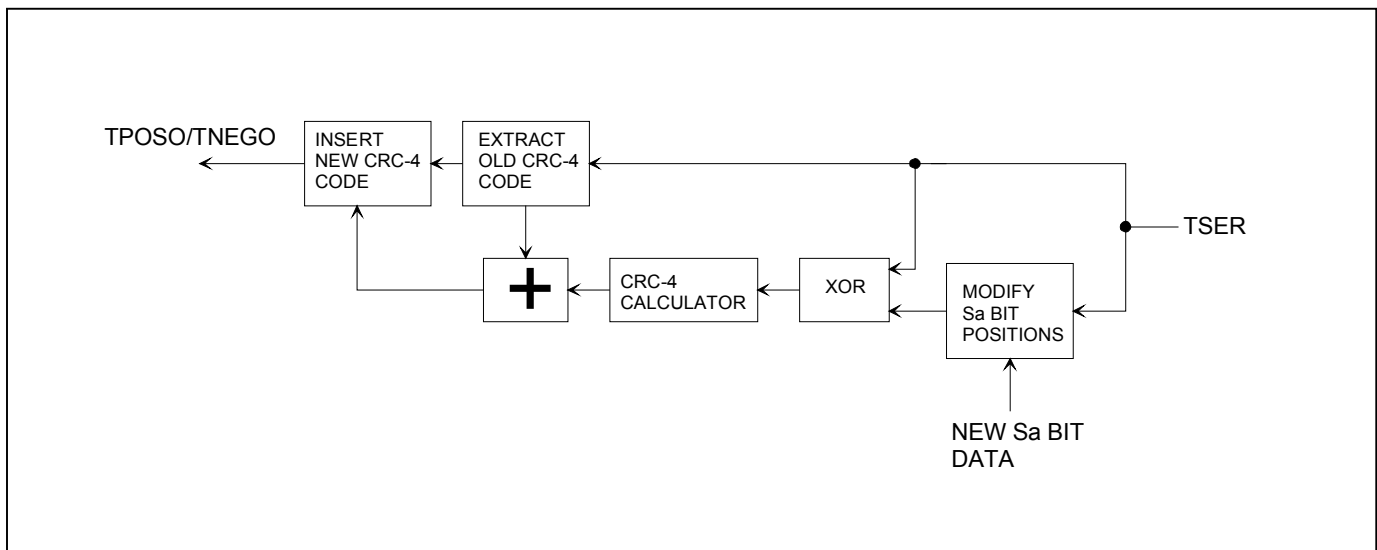 TPOSO/TNEGO
INSERT
NEW CRC-4
CODE
EXTRACT
OLD CRC-4
CODE
TSER
+
CRC-4
CALCULATOR
XOR
MODIFY
Sa BIT
POSITIONS
NEW Sa BIT
DATA